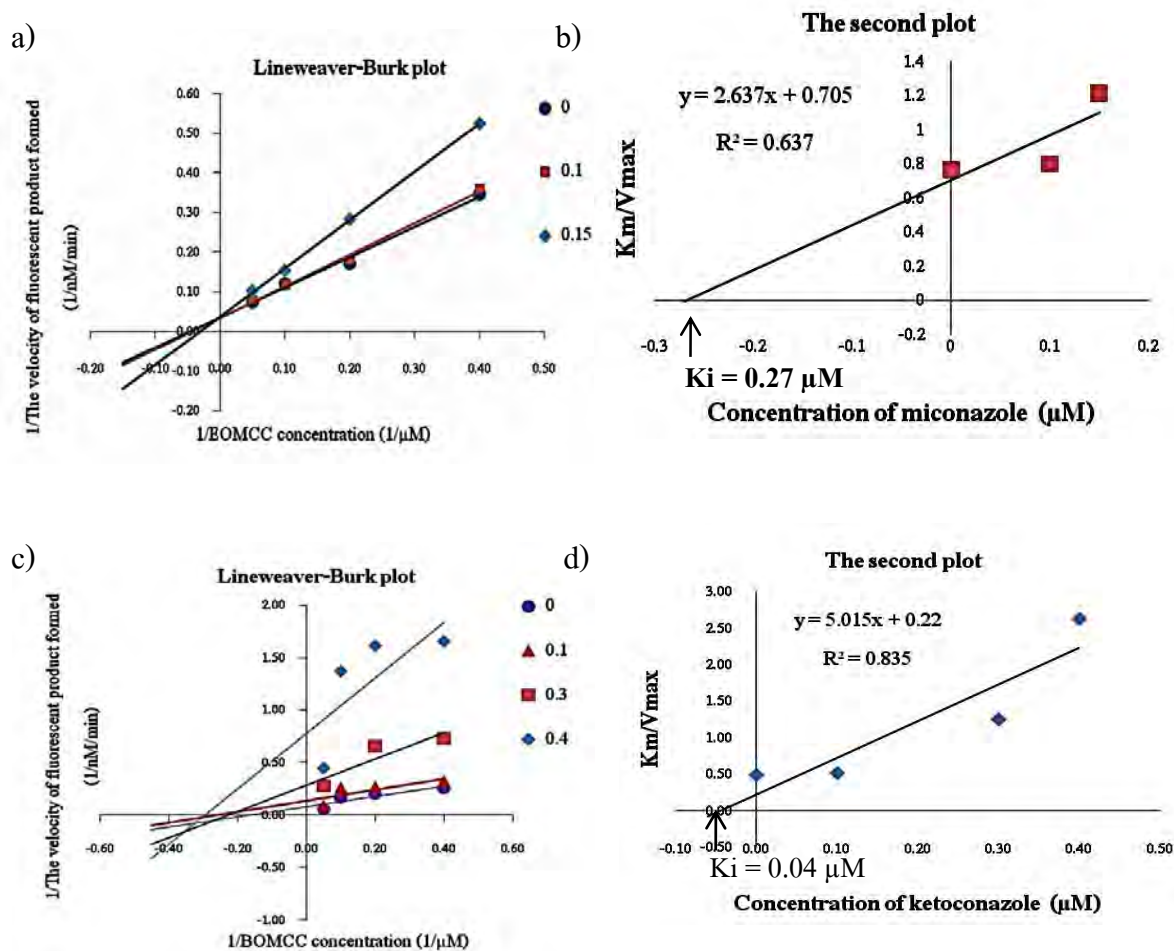 a)
Lineweaver-Burk plot
1/The velocity of fluorescent product formed
(1/nM/min)
0.60
0.50
0.40
0.30
0.20
0.10
0.00
-0.10
-0.20
-0.20
-0.10
0.00
0.10
0.20
0.30
0.40
0.50
1/BOMCC concentration (1/μM)
0
0.1
0.15
b)
The second plot
y = 2.637x + 0.705
R² = 0.637
Km/Vmax
1.4
1.2
1
0.8
0.6
0.4
0.2
0
-0.2
-0.3
-0.2
-0.1
0
0.1
0.2
Ki = 0.27 μM
Concentration of miconazole (μM)
c)
Lineweaver-Burk plot
1/The velocity of fluorescent product formed
(1/nM/min)
2.00
1.50
1.00
0.50
0.00
-0.50
-1.00
-0.60
-0.40
-0.20
0.00
0.20
0.40
0.60
1/BOMCC concentration (1/μM)
0
0.1
0.3
0.4
d)
The second plot
y = 5.015x + 0.22
R² = 0.835
Km/Vmax
3.00
2.50
2.00
1.50
1.00
0.50
0.00
-0.50
-0.10
0.00
0.10
0.20
0.30
0.40
0.50
Ki = 0.04 μM
Concentration of ketoconazole (μM)